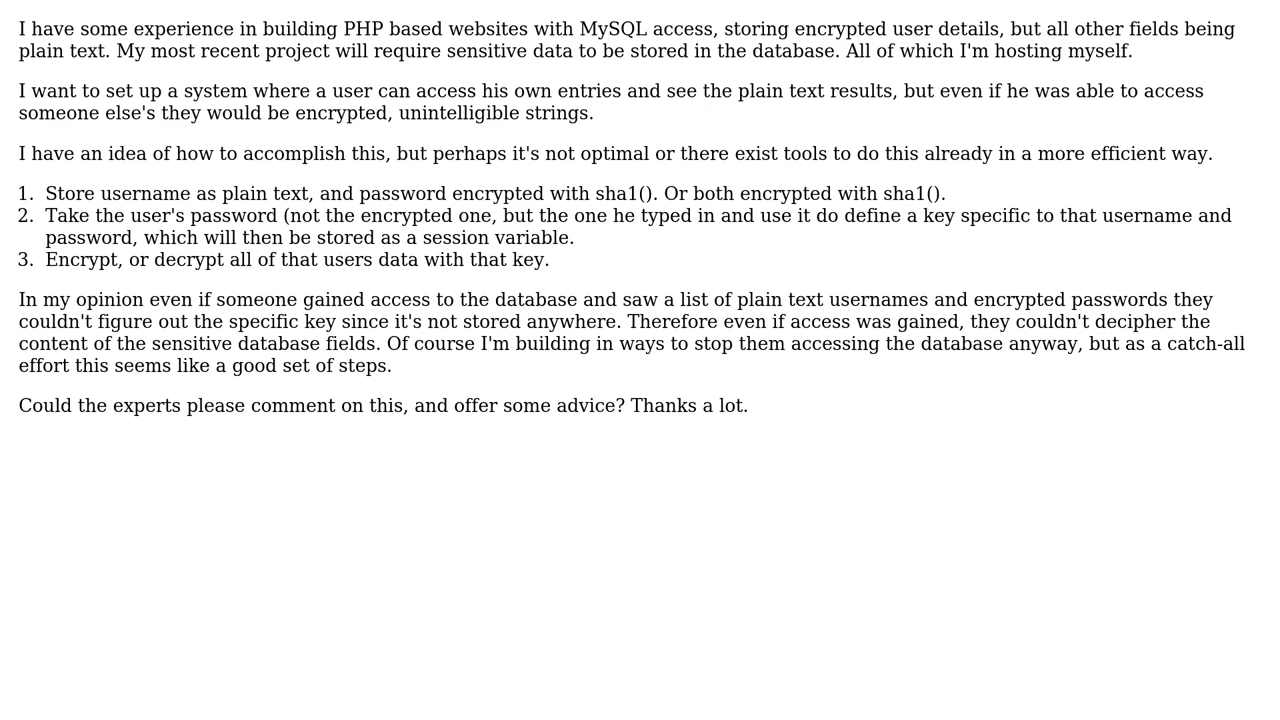 I have some experience in building PHP based websites with MySQL access, storing encrypted user details, but all other fields being
plain text. My most recent project will require sensitive data to be stored in the database. All of which I'm hosting myself.
I want to set up a system where a user can access his own entries and see the plain text results, but even if he was able to access
someone else's they would be encrypted, unintelligible strings.
I have an idea of how to accomplish this, but perhaps it's not optimal or there exist tools to do this already in a more efficient way.
1. Store username as plain text, and password encrypted with sha1(). Or both encrypted with sha1().
2. Take the user's password (not the encrypted one, but the one he typed in and use it do define a key specific to that username and
password, which will then be stored as a session variable.
3. Encrypt, or decrypt all of that users data with that key.
In my opinion even if someone gained access to the database and saw a list of plain text usernames and encrypted passwords they
couldn't figure out the specific key since it's not stored anywhere. Therefore even if access was gained, they couldn't decipher the
content of the sensitive database fields. Of course I'm building in ways to stop them accessing the database anyway, but as a catch-all
effort this seems like a good set of steps.
Could the experts please comment on this, and offer some advice? Thanks a lot.